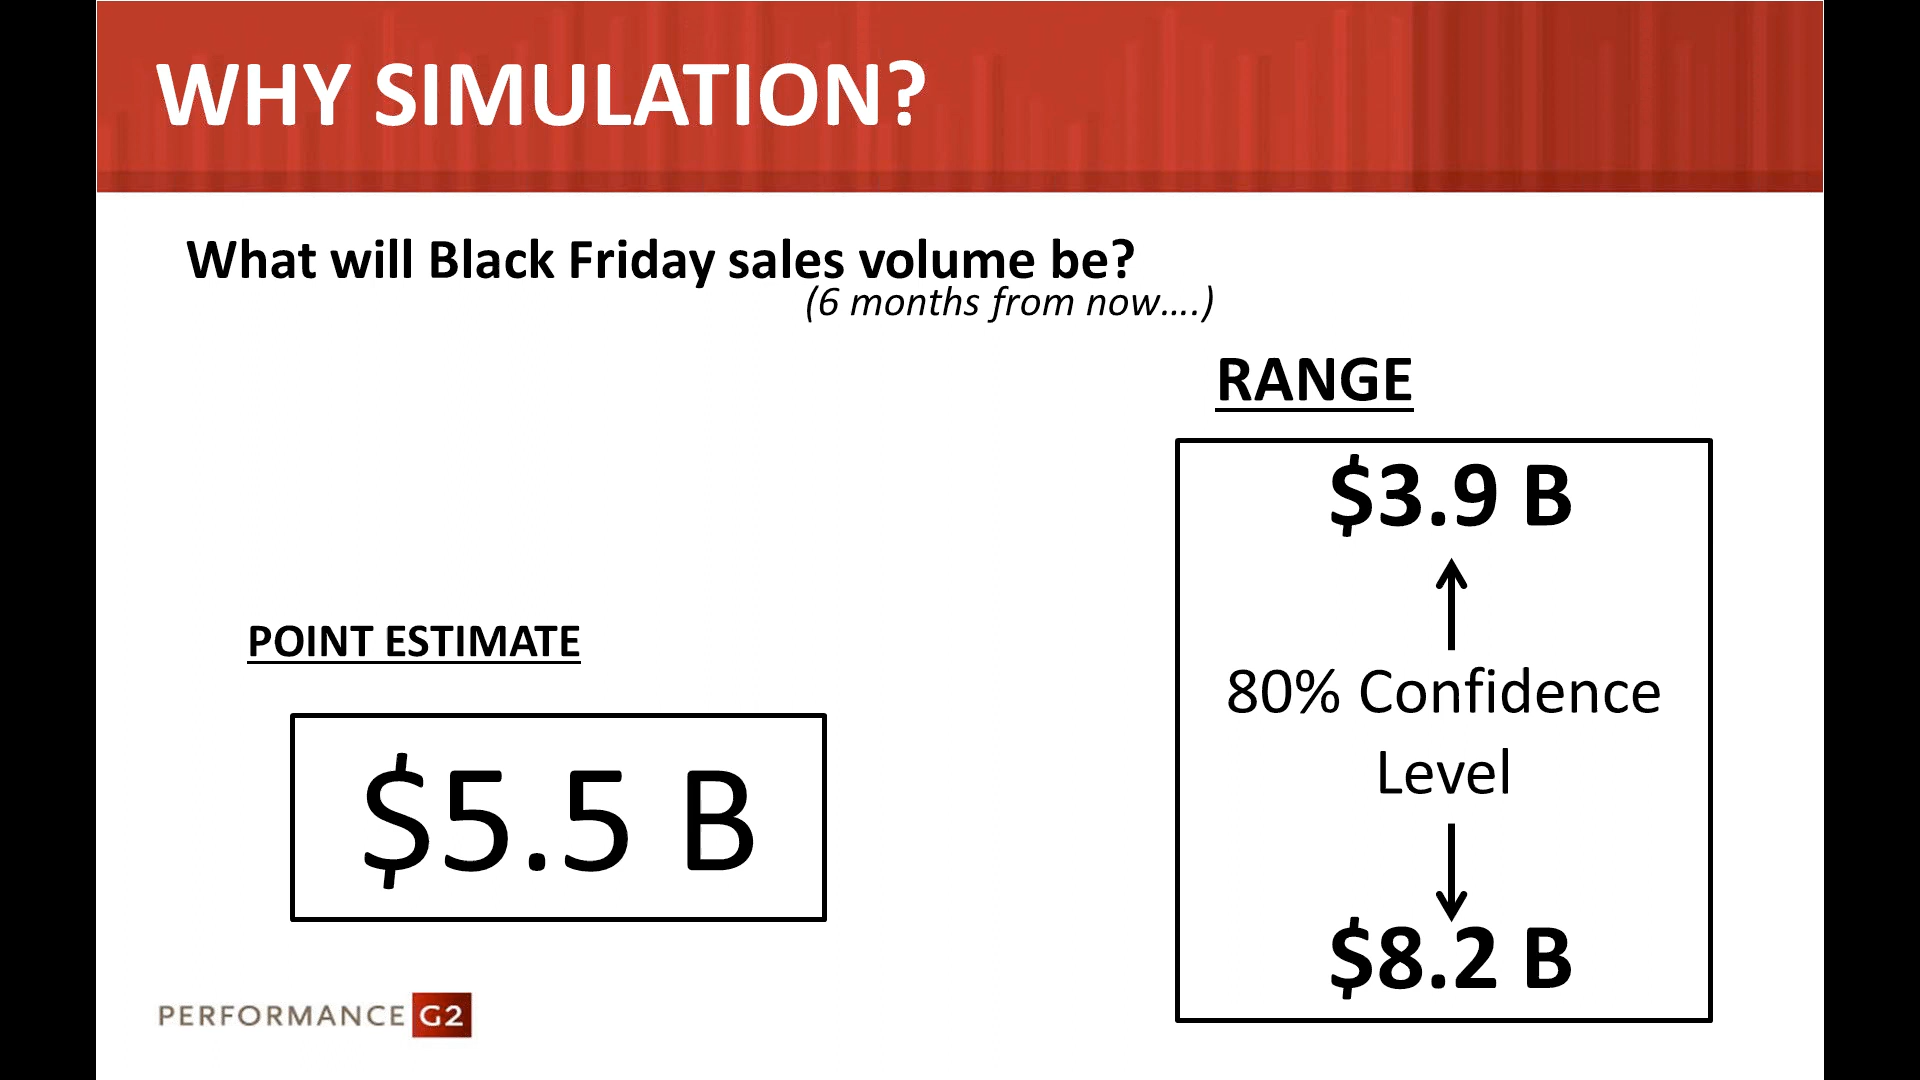 WHY SIMULATION?
What will Black Friday sales volume be?
(6 months from now....)
RANGE
$3.9 B
80% Confidence
Level
$8.2 B
POINT ESTIMATE
$5.5 B
PERFORMANCE G2